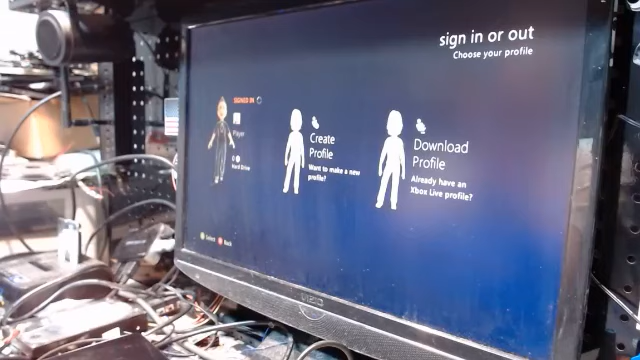 sign in or out
Choose your profile
SIGNED IN
Player
0
Hard Drive
Create
Profile
Want to make a new
profile?
Download
Profile
Already have an
Xbox Live profile?
Select
Back
VIZIO